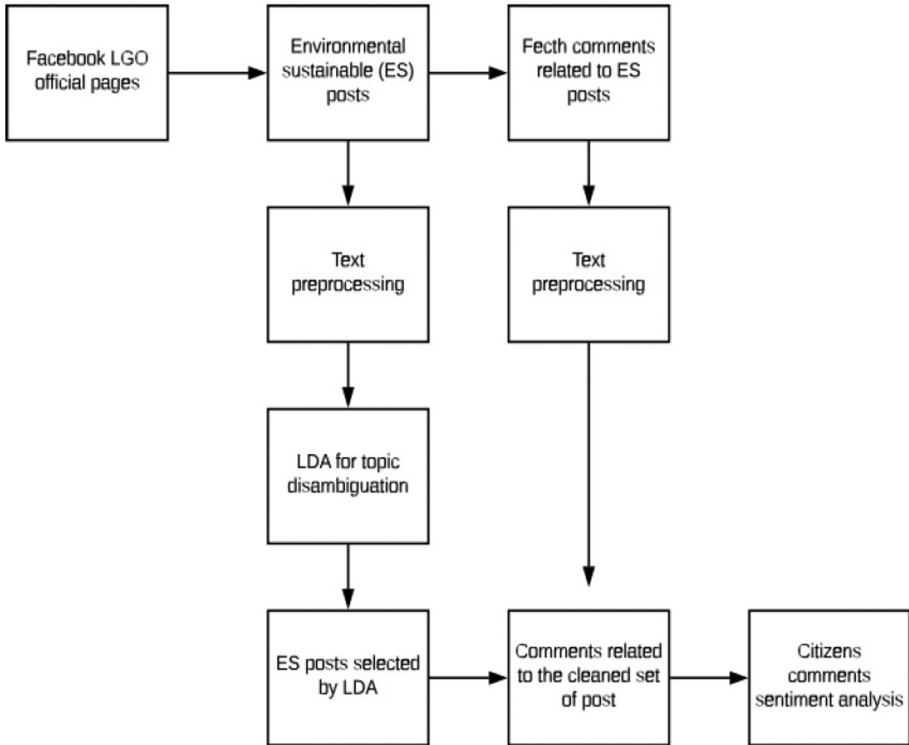 Facebook LGO
official pages
Environmental
sustainable (ES)
posts
Fecth comments
related to ES
posts
Text
preprocessing
Text
preprocessing
LDA for topic
disambiguation
ES posts selected
by LDA
Comments related
to the cleaned set
of post
Citizens
comments
sentiment analysis